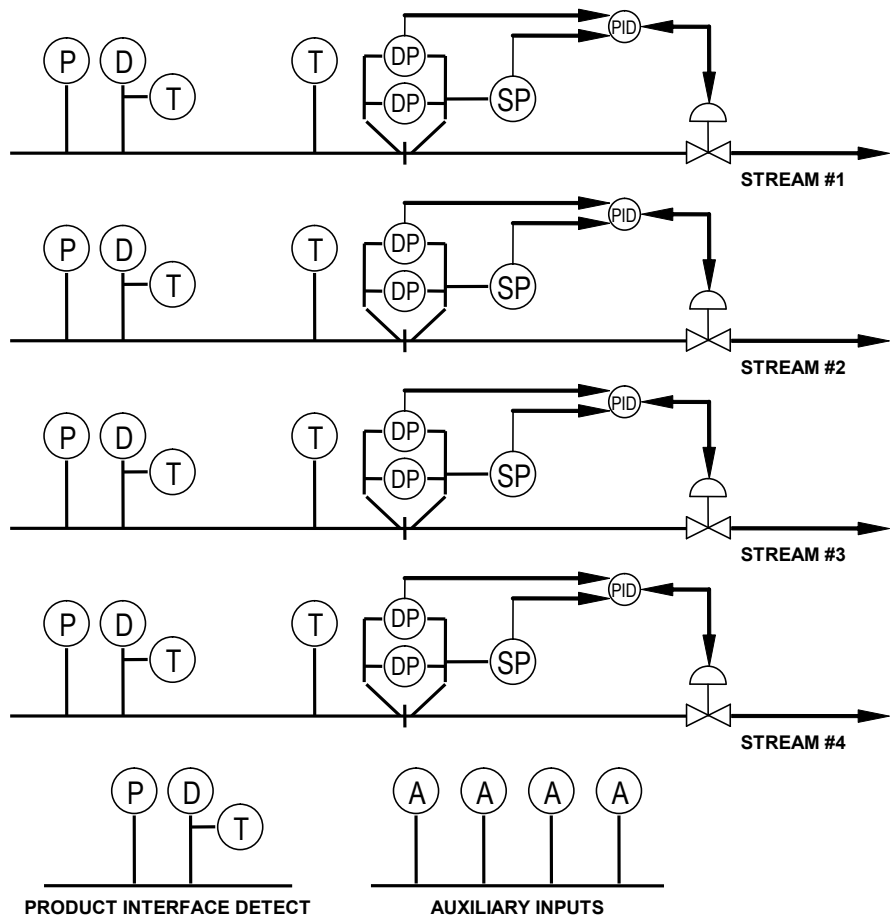 PID
P D T DP
T DP SP
STREAM #1
PID
P D T DP
T DP SP
STREAM #2
PID
P D T DP
T DP SP
STREAM #3
PID
P D T DP
T DP SP
STREAM #4
P D A A A A
T
PRODUCT INTERFACE DETECT AUXILIARY INPUTS